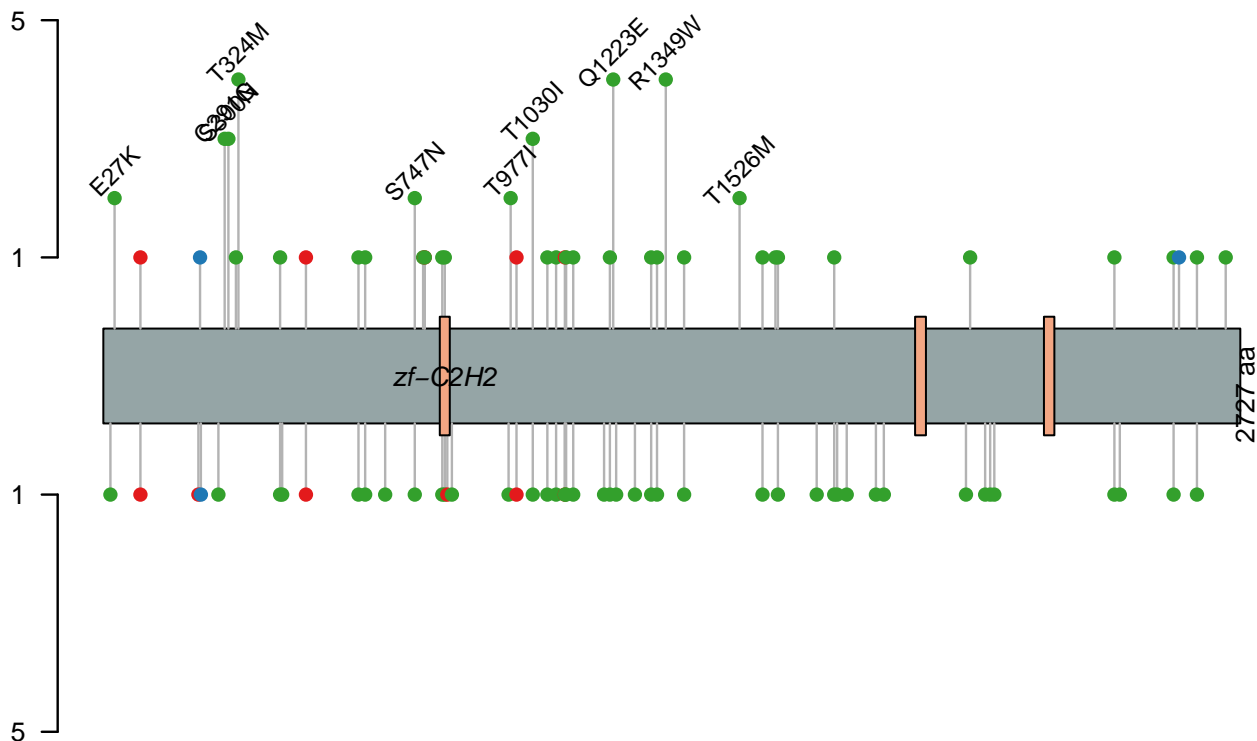 5
T324M
Q1223E
R1349W
T1030I
E27K
S747N
T977I
T1526M
1
zf-C2H2
2727 aa
1
5